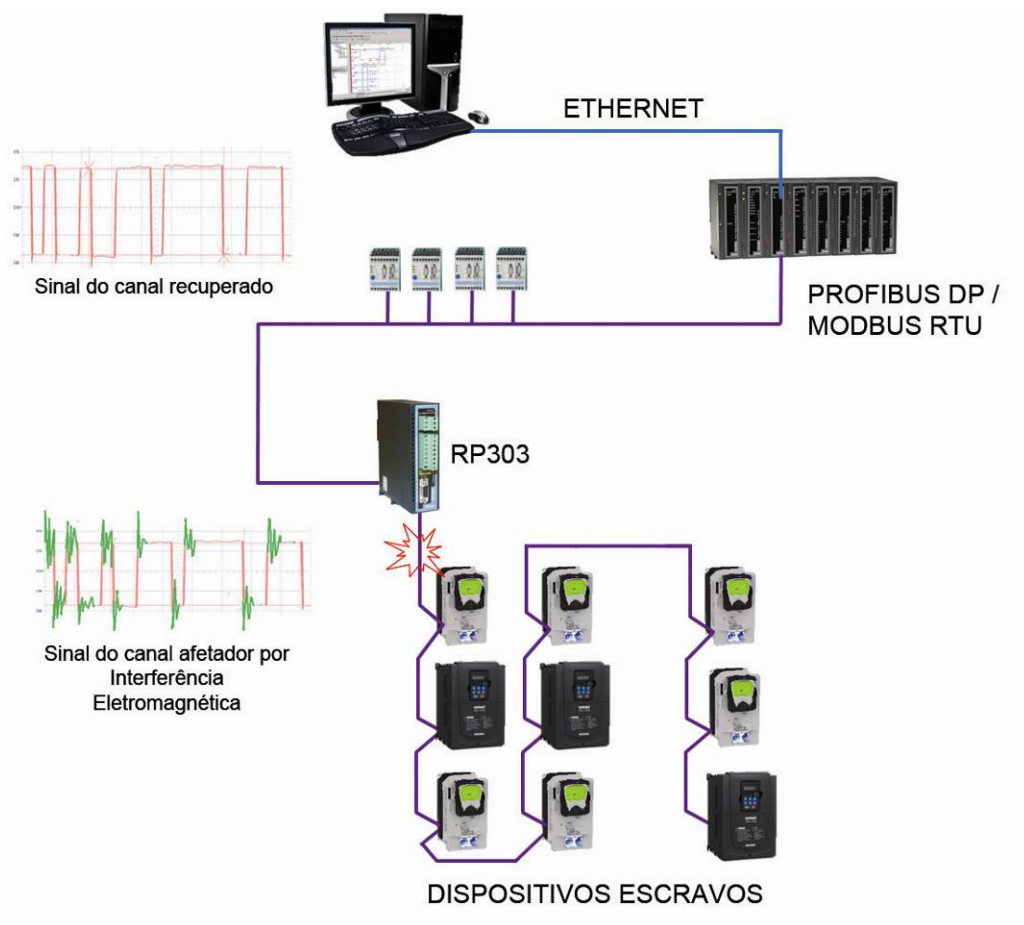 ETHERNET
Sinal do canal recuperado
PROFIBUS DP /
MODBUS RTU
RP303
Sinal do canal afetador por
Interferência
Eletromagnética
DISPOSITIVOS ESCRAVOS